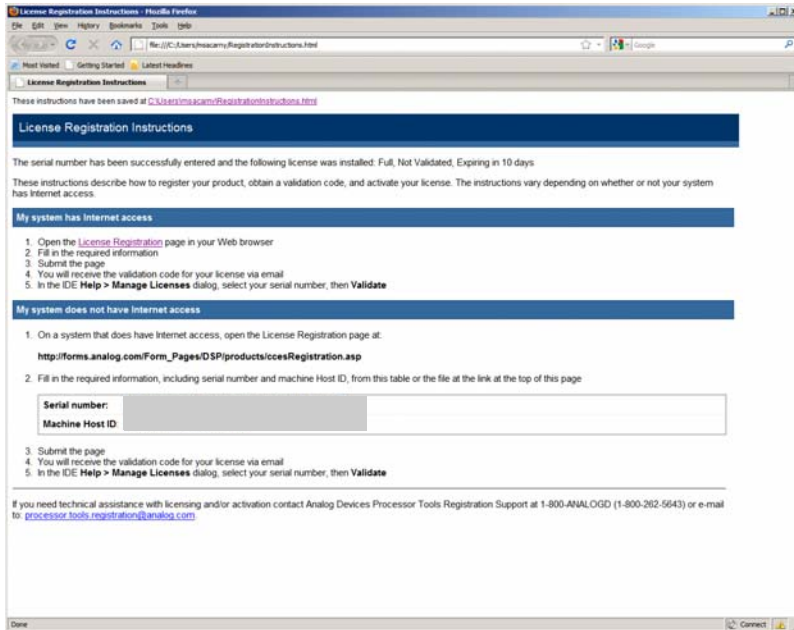 License Registration Instructions - Mozilla Firefox
File Edit View History Bookmarks Tools Help
file:///C:/Users/msacarny/RegistrationInstructions.html
Google
Most Visited Getting Started Latest Headlines
License Registration Instructions
These instructions have been saved at C:\Users\msacarny\RegistrationInstructions.html
License Registration Instructions
The serial number has been successfully entered and the following license was installed: Full, Not Validated, Expiring in 10 days
These instructions describe how to register your product, obtain a validation code, and activate your license. The instructions vary depending on whether or not your system
has Internet access.
My system has Internet access
1. Open the License Registration page in your Web browser
2. Fill in the required information
3. Submit the page
4. You will receive the validation code for your license via email
5. In the IDE Help > Manage Licenses dialog, select your serial number, then Validate
My system does not have Internet access
1. On a system that does have Internet access, open the License Registration page at:
http://forms.analog.com/Form_Pages/DSP/products/ccesRegistration.asp
2. Fill in the required information, including serial number and machine Host ID, from this table or the file at the link at the top of this page
Serial number:
Machine Host ID:
3. Submit the page
4. You will receive the validation code for your license via email
5. In the IDE Help > Manage Licenses dialog, select your serial number, then Validate
If you need technical assistance with licensing and/or activation contact Analog Devices Processor Tools Registration Support at 1-800-ANALOGD (1-800-262-5643) or e-mail
to: processor.tools.registration@analog.com.
Done
Connect